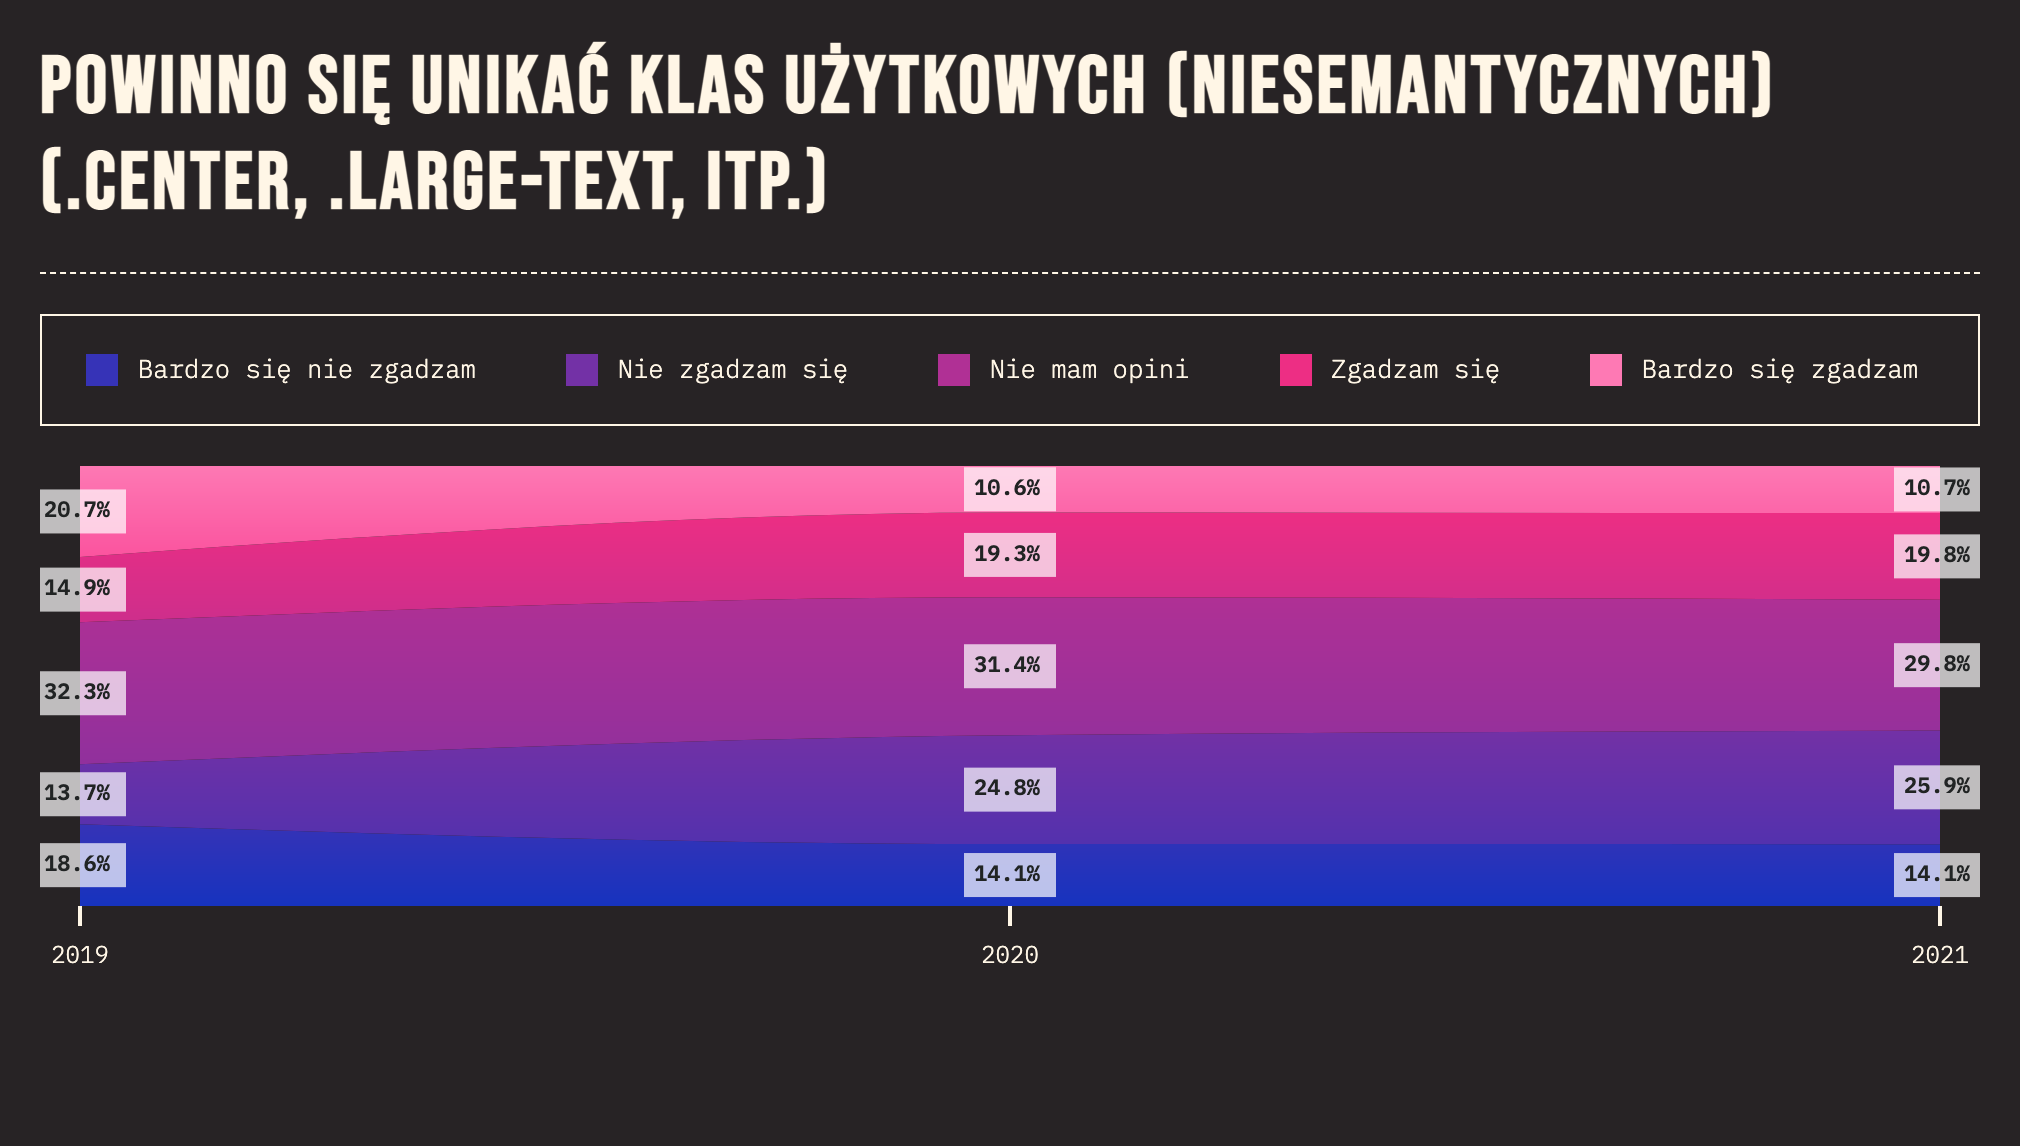 POWINNO SIĘ UNIKAĆ KLAS UŻYTKOWYCH (NIESEMANTYCZNYCH)
(.CENTER, .LARGE-TEXT, ITP.)
Bardzo się nie zgadzam
Nie zgadzam się
Nie mam opini
Zgadzam się
Bardzo się zgadzam
20.7%
10.6%
10.7%
14.9%
19.3%
19.8%
32.3%
31.4%
29.8%
13.7%
24.8%
25.9%
18.6%
14.1%
14.1%
2019
2020
2021